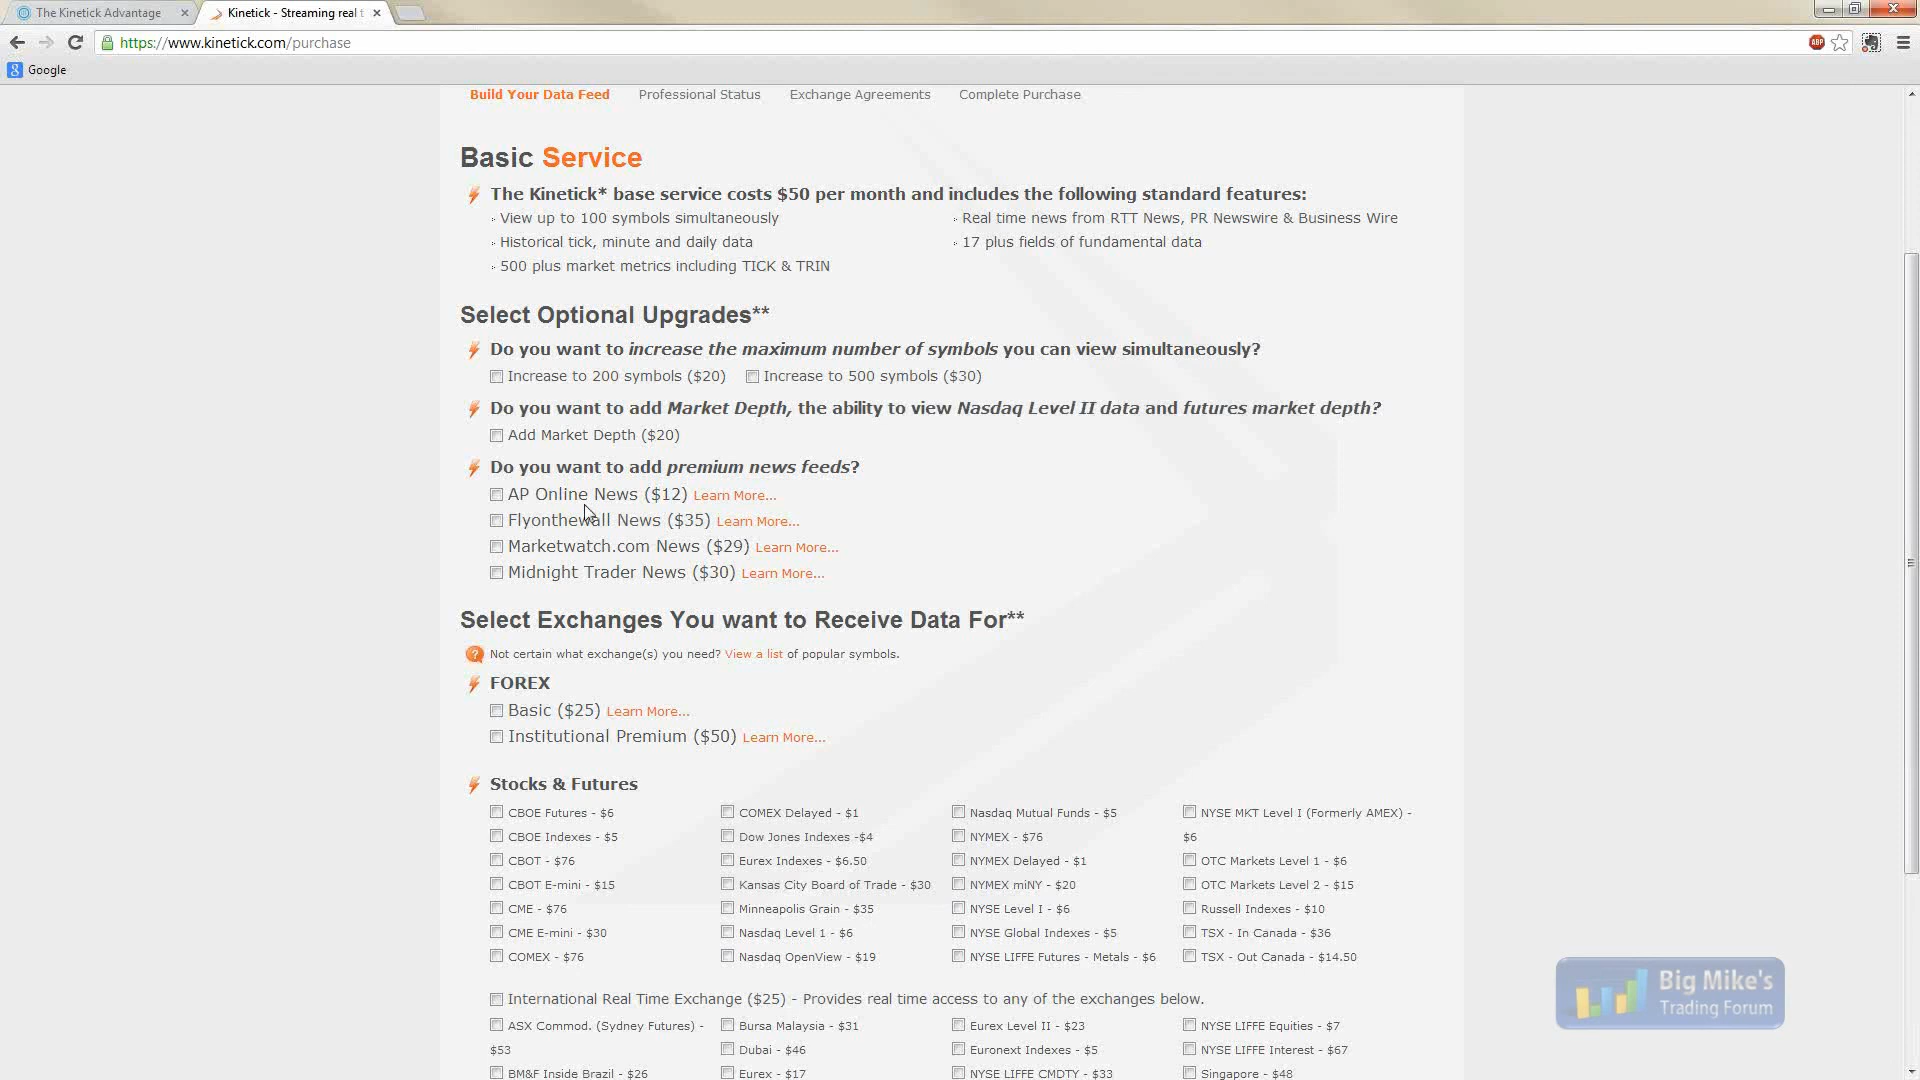 The Kinetick Advantage
Kinetick - Streaming real t
https://www.kinetick.com/purchase
Google
Build Your Data Feed Professional Status Exchange Agreements Complete Purchase
Basic Service
The Kinetick* base service costs $50 per month and includes the following standard features:
View up to 100 symbols simultaneously Real time news from RTT News, PR Newswire & Business Wire
Historical tick, minute and daily data 17 plus fields of fundamental data
500 plus market metrics including TICK & TRIN
Select Optional Upgrades**
Do you want to increase the maximum number of symbols you can view simultaneously?
Increase to 200 symbols ($20) Increase to 500 symbols ($30)
Do you want to add Market Depth, the ability to view Nasdaq Level II data and futures market depth?
Add Market Depth ($20)
Do you want to add premium news feeds?
AP Online News ($12) Learn More...
Flyonthewall News ($35) Learn More...
Marketwatch.com News ($29) Learn More...
Midnight Trader News ($30) Learn More...
Select Exchanges You want to Receive Data For**
Not certain what exchange(s) you need? View a list of popular symbols.
FOREX
Basic ($25) Learn More...
Institutional Premium ($50) Learn More...
Stocks & Futures
CBOE Futures - $6 COMEX Delayed - $1 Nasdaq Mutual Funds - $5 NYSE MKT Level I (Formerly AMEX) -
CBOE Indexes - $5 Dow Jones Indexes -$4 NYMEX - $76 $6
CBOT - $76 Eurex Indexes - $6.50 NYMEX Delayed - $1 OTC Markets Level 1 - $6
CBOT E-mini - $15 Kansas City Board of Trade - $30 NYMEX miNY - $20 OTC Markets Level 2 - $15
CME - $76 Minneapolis Grain - $35 NYSE Level I - $6 Russell Indexes - $10
CME E-mini - $30 Nasdaq Level 1 - $6 NYSE Global Indexes - $5 TSX - In Canada - $36
COMEX - $76 Nasdaq OpenView - $19 NYSE LIFFE Futures - Metals - $6 TSX - Out Canada - $14.50
International Real Time Exchange ($25) - Provides real time access to any of the exchanges below.
ASX Commod. (Sydney Futures) - Bursa Malaysia - $31 Eurex Level II - $23 NYSE LIFFE Equities - $7
$53 Dubai - $46 Euronext Indexes - $5 NYSE LIFFE Interest - $67
BM&F Inside Brazil - $26 Eurex - $17 NYSE LIFFE CMDTY - $33 Singapore - $48
Big Mike's
Trading Forum
ABP